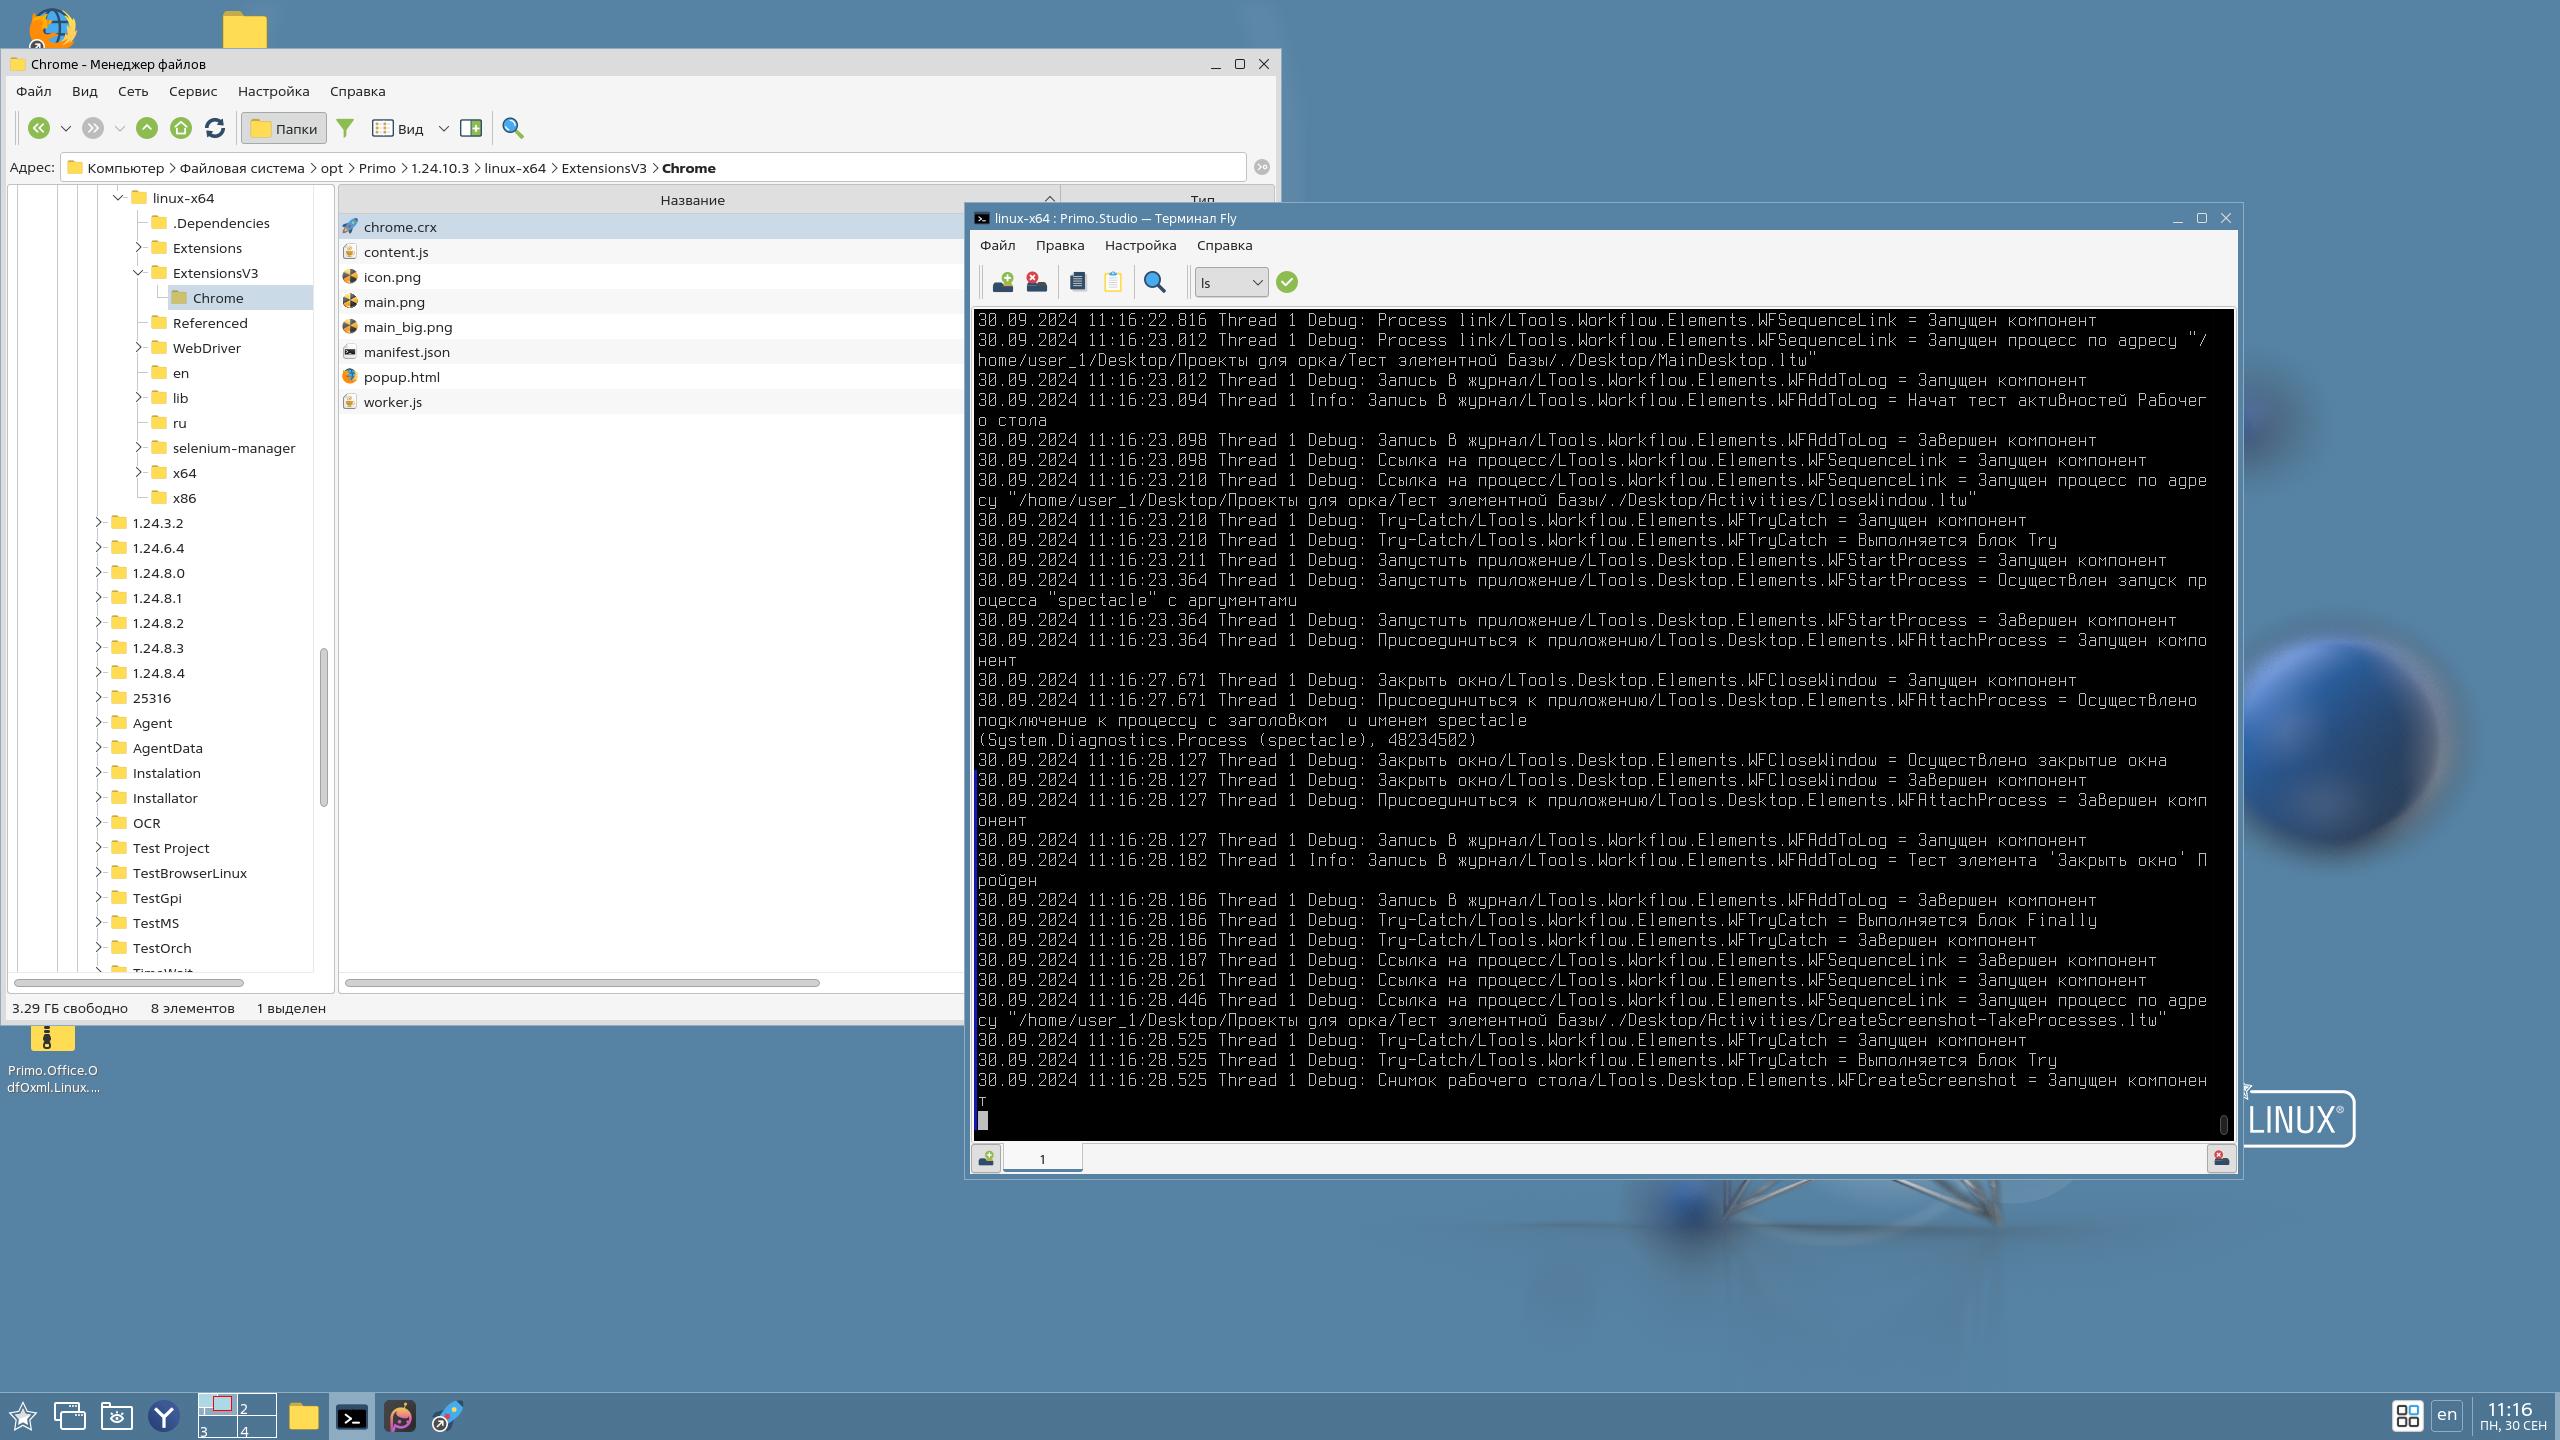 Chrome - Менеджер файлов
Файл Вид Сеть Сервис Настройка Справка
Папки Вид
Адрес: Компьютер Файловая система opt Primo 1.24.10.3 linux-x64 ExtensionsV3 Chrome
linux-x64
.Dependencies
Extensions
ExtensionsV3
Chrome
Referenced
WebDriver
en
lib
ru
selenium-manager
x64
x86
1.24.3.2
1.24.6.4
1.24.8.0
1.24.8.1
1.24.8.2
1.24.8.3
1.24.8.4
25316
Agent
AgentData
Instalation
Installator
OCR
Test Project
TestBrowserLinux
TestGpi
TestMS
TestOrch
TimeWait
Название Тип
chrome.crx
content.js
icon.png
main.png
main_big.png
manifest.json
popup.html
worker.js
3.29 ГБ свободно 8 элементов 1 выделен
Primo.Office.O
dfOxml.Linux....
linux-x64 : Primo.Studio — Терминал Fly
Файл Правка Настройка Справка
ls
30.09.2024 11:16:22.816 Thread 1 Debug: Process link/LTools.Workflow.Elements.WFSequenceLink = Запущен компонент
30.09.2024 11:16:23.012 Thread 1 Debug: Process link/LTools.Workflow.Elements.WFSequenceLink = Запущен процесс по адресу "/
home/user_1/Desktop/Проекты для орка/Тест элементной базы/./Desktop/MainDesktop.ltw"
30.09.2024 11:16:23.012 Thread 1 Debug: Запись в журнал/LTools.Workflow.Elements.WFAddToLog = Запущен компонент
30.09.2024 11:16:23.094 Thread 1 Info: Запись в журнал/LTools.Workflow.Elements.WFAddToLog = Начат тест активностей Рабочег
о стола
30.09.2024 11:16:23.098 Thread 1 Debug: Запись в журнал/LTools.Workflow.Elements.WFAddToLog = Завершен компонент
30.09.2024 11:16:23.098 Thread 1 Debug: Ссылка на процесс/LTools.Workflow.Elements.WFSequenceLink = Запущен компонент
30.09.2024 11:16:23.210 Thread 1 Debug: Ссылка на процесс/LTools.Workflow.Elements.WFSequenceLink = Запущен процесс по адре
су "/home/user_1/Desktop/Проекты для орка/Тест элементной базы/./Desktop/Activities/CloseWindow.ltw"
30.09.2024 11:16:23.210 Thread 1 Debug: Try-Catch/LTools.Workflow.Elements.WFTryCatch = Запущен компонент
30.09.2024 11:16:23.210 Thread 1 Debug: Try-Catch/LTools.Workflow.Elements.WFTryCatch = Выполняется блок Try
30.09.2024 11:16:23.211 Thread 1 Debug: Запустить приложение/LTools.Desktop.Elements.WFStartProcess = Запущен компонент
30.09.2024 11:16:23.364 Thread 1 Debug: Запустить приложение/LTools.Desktop.Elements.WFStartProcess = Осуществлен запуск пр
оцесса "spectacle" с аргументами
30.09.2024 11:16:23.364 Thread 1 Debug: Запустить приложение/LTools.Desktop.Elements.WFStartProcess = Завершен компонент
30.09.2024 11:16:23.364 Thread 1 Debug: Присоединиться к приложению/LTools.Desktop.Elements.WFAttachProcess = Запущен компо
нент
30.09.2024 11:16:27.671 Thread 1 Debug: Закрыть окно/LTools.Desktop.Elements.WFCloseWindow = Запущен компонент
30.09.2024 11:16:27.671 Thread 1 Debug: Присоединиться к приложению/LTools.Desktop.Elements.WFAttachProcess = Осуществлено
подключение к процессу с заголовком  и именем spectacle
(System.Diagnostics.Process (spectacle), 48234502)
30.09.2024 11:16:28.127 Thread 1 Debug: Закрыть окно/LTools.Desktop.Elements.WFCloseWindow = Осуществлено закрытие окна
30.09.2024 11:16:28.127 Thread 1 Debug: Закрыть окно/LTools.Desktop.Elements.WFCloseWindow = Завершен компонент
30.09.2024 11:16:28.127 Thread 1 Debug: Присоединиться к приложению/LTools.Desktop.Elements.WFAttachProcess = Завершен комп
онент
30.09.2024 11:16:28.127 Thread 1 Debug: Запись в журнал/LTools.Workflow.Elements.WFAddToLog = Запущен компонент
30.09.2024 11:16:28.182 Thread 1 Info: Запись в журнал/LTools.Workflow.Elements.WFAddToLog = Тест элемента 'Закрыть окно' П
ройден
30.09.2024 11:16:28.186 Thread 1 Debug: Запись в журнал/LTools.Workflow.Elements.WFAddToLog = Завершен компонент
30.09.2024 11:16:28.186 Thread 1 Debug: Try-Catch/LTools.Workflow.Elements.WFTryCatch = Выполняется блок Finally
30.09.2024 11:16:28.186 Thread 1 Debug: Try-Catch/LTools.Workflow.Elements.WFTryCatch = Завершен компонент
30.09.2024 11:16:28.187 Thread 1 Debug: Ссылка на процесс/LTools.Workflow.Elements.WFSequenceLink = Завершен компонент
30.09.2024 11:16:28.261 Thread 1 Debug: Ссылка на процесс/LTools.Workflow.Elements.WFSequenceLink = Запущен компонент
30.09.2024 11:16:28.446 Thread 1 Debug: Ссылка на процесс/LTools.Workflow.Elements.WFSequenceLink = Запущен процесс по адре
су "/home/user_1/Desktop/Проекты для орка/Тест элементной базы/./Desktop/Activities/CreateScreenshot-TakeProcesses.ltw"
30.09.2024 11:16:28.525 Thread 1 Debug: Try-Catch/LTools.Workflow.Elements.WFTryCatch = Запущен компонент
30.09.2024 11:16:28.525 Thread 1 Debug: Try-Catch/LTools.Workflow.Elements.WFTryCatch = Выполняется блок Try
30.09.2024 11:16:28.525 Thread 1 Debug: Снимок рабочего стола/LTools.Desktop.Elements.WFCreateScreenshot = Запущен компонен
т
1
LINUX®
1 2
3 4
en
11:16
ПН, 30 СЕН